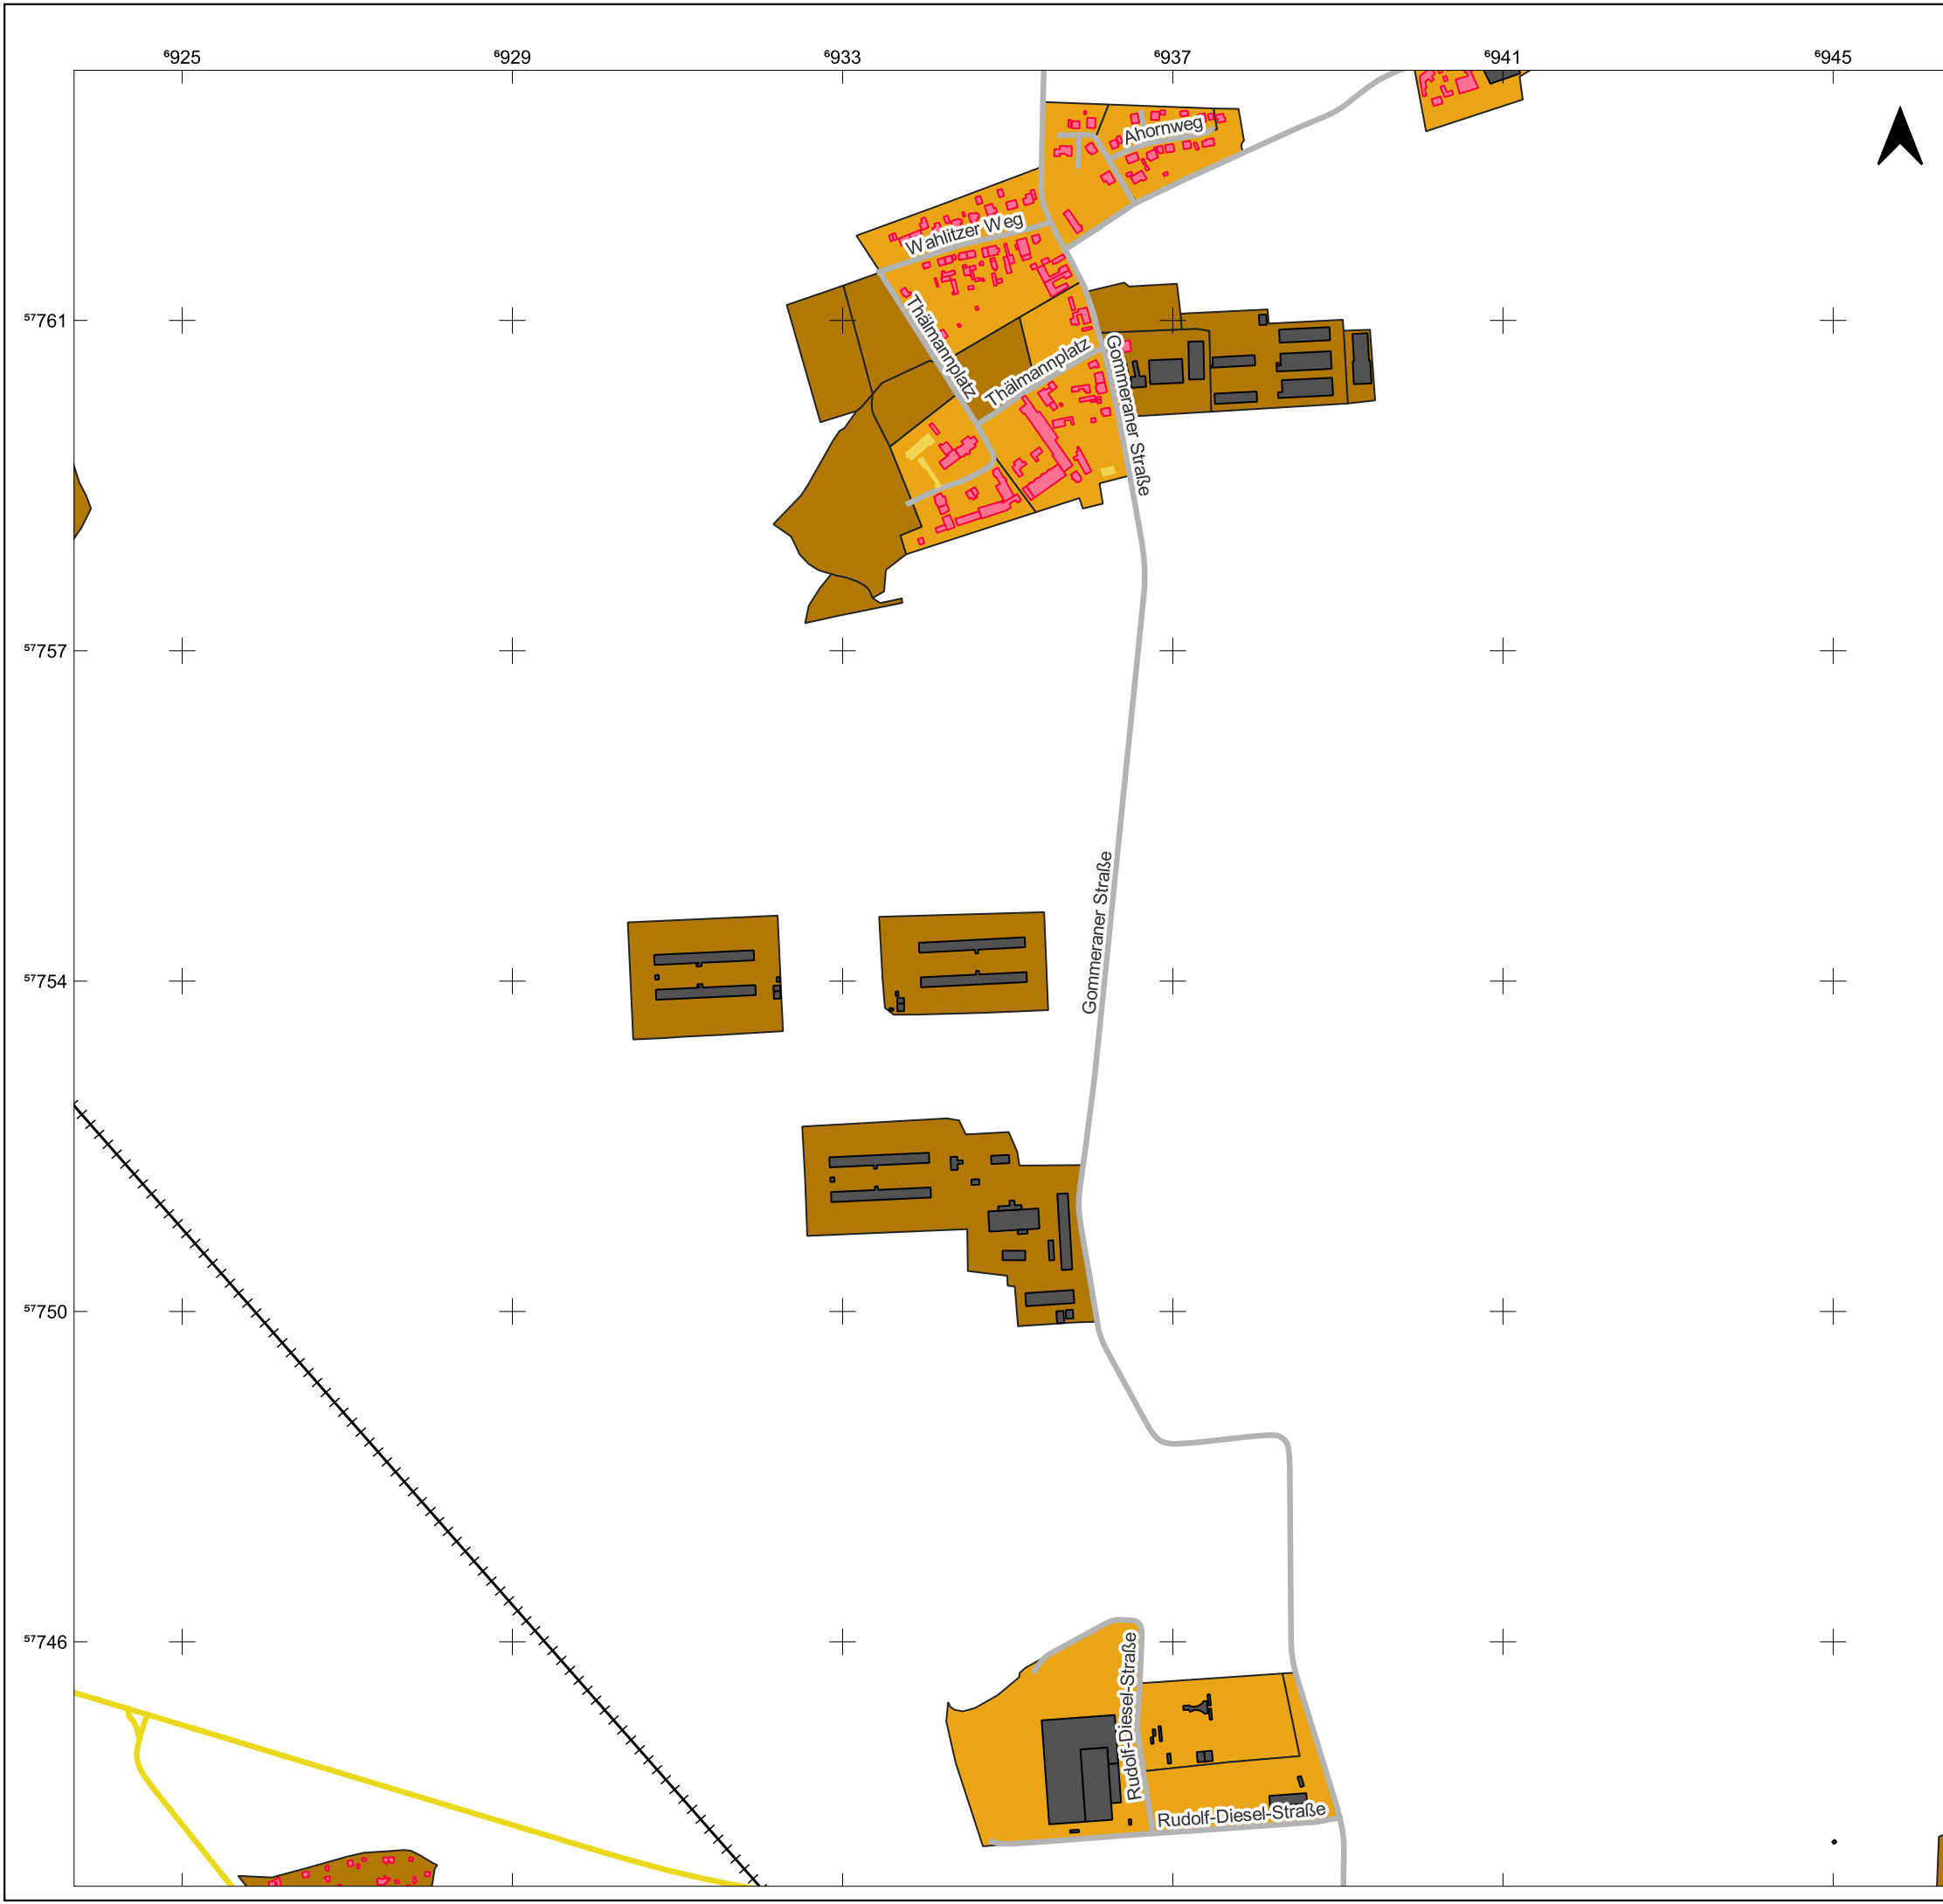 ⁶925 ⁶929 ⁶933 ⁶937 ⁶941 ⁶945
Ahornweg
Wahlitzer Weg
⁵⁷761
Thälmannplatz
Thälmannplatz
Gommeraner Straße
⁵⁷757
Gommeraner Straße
⁵⁷754
⁵⁷750
⁵⁷746
Rudolf-Diesel-Straße
Rudolf-Diesel-Straße